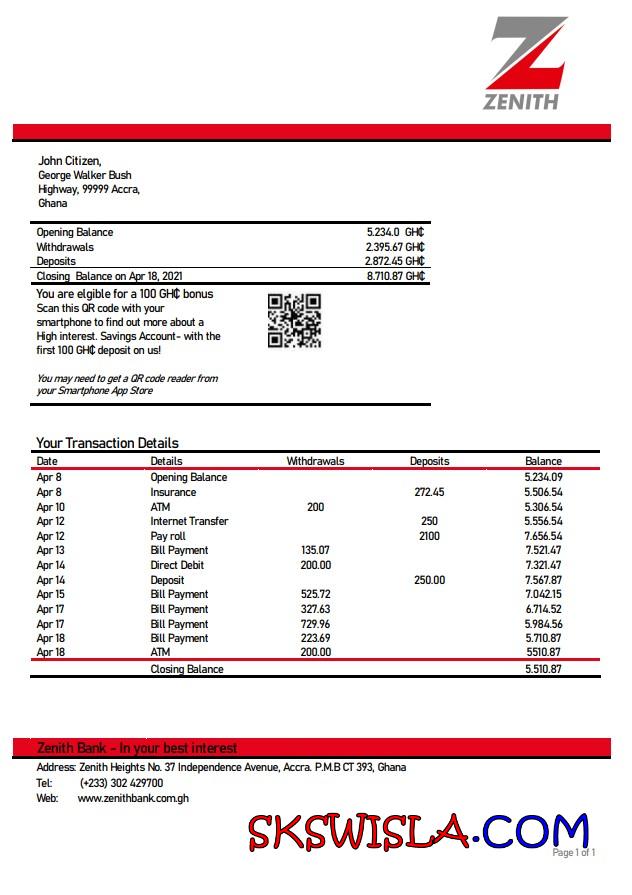 ZENITH
John Citizen,
George Walker Bush
Highway, 99999 Accra,
Ghana
Opening Balance 5.234.0 GH₵
Withdrawals 2.395.67 GH₵
Deposits 2.872.45 GH₵
Closing Balance on Apr 18, 2021 8.710.87 GH₵
You are elgible for a 100 GH₵ bonus
Scan this QR code with your
smartphone to find out more about a
High interest. Savings Account- with the
first 100 GH₵ deposit on us!
You may need to get a QR code reader from
your Smartphone App Store
Your Transaction Details
Date Details Withdrawals Deposits Balance
Apr 8 Opening Balance 5.234.09
Apr 8 Insurance 272.45 5.506.54
Apr 10 ATM 200 5.306.54
Apr 12 Internet Transfer 250 5.556.54
Apr 12 Pay roll 2100 7.656.54
Apr 13 Bill Payment 135.07 7.521.47
Apr 14 Direct Debit 200.00 7.321.47
Apr 14 Deposit 250.00 7.567.87
Apr 15 Bill Payment 525.72 7.042.15
Apr 17 Bill Payment 327.63 6.714.52
Apr 17 Bill Payment 729.96 5.984.56
Apr 18 Bill Payment 223.69 5.710.87
Apr 18 ATM 200.00 5510.87
Closing Balance 5.510.87
Zenith Bank - In your best interest
Address: Zenith Heights No. 37 Independence Avenue, Accra. P.M.B CT 393, Ghana
Tel: (+233) 302 429700
Web: www.zenithbank.com.gh
SKSWISLA.COM
Page 1 of 1